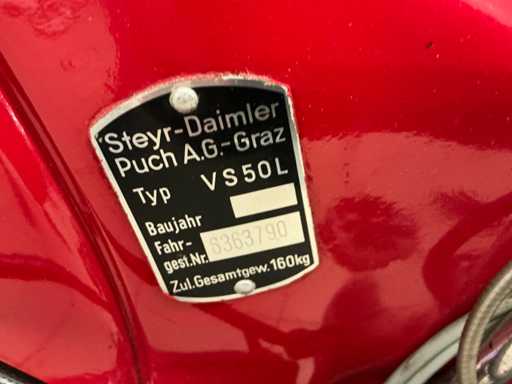 Steyr-Daimler
Puch A.G.-Graz
Typ VS50L
Baujahr
Fahr-
gest.Nr. 6363790
Zul.Gesamtgew. 160kg